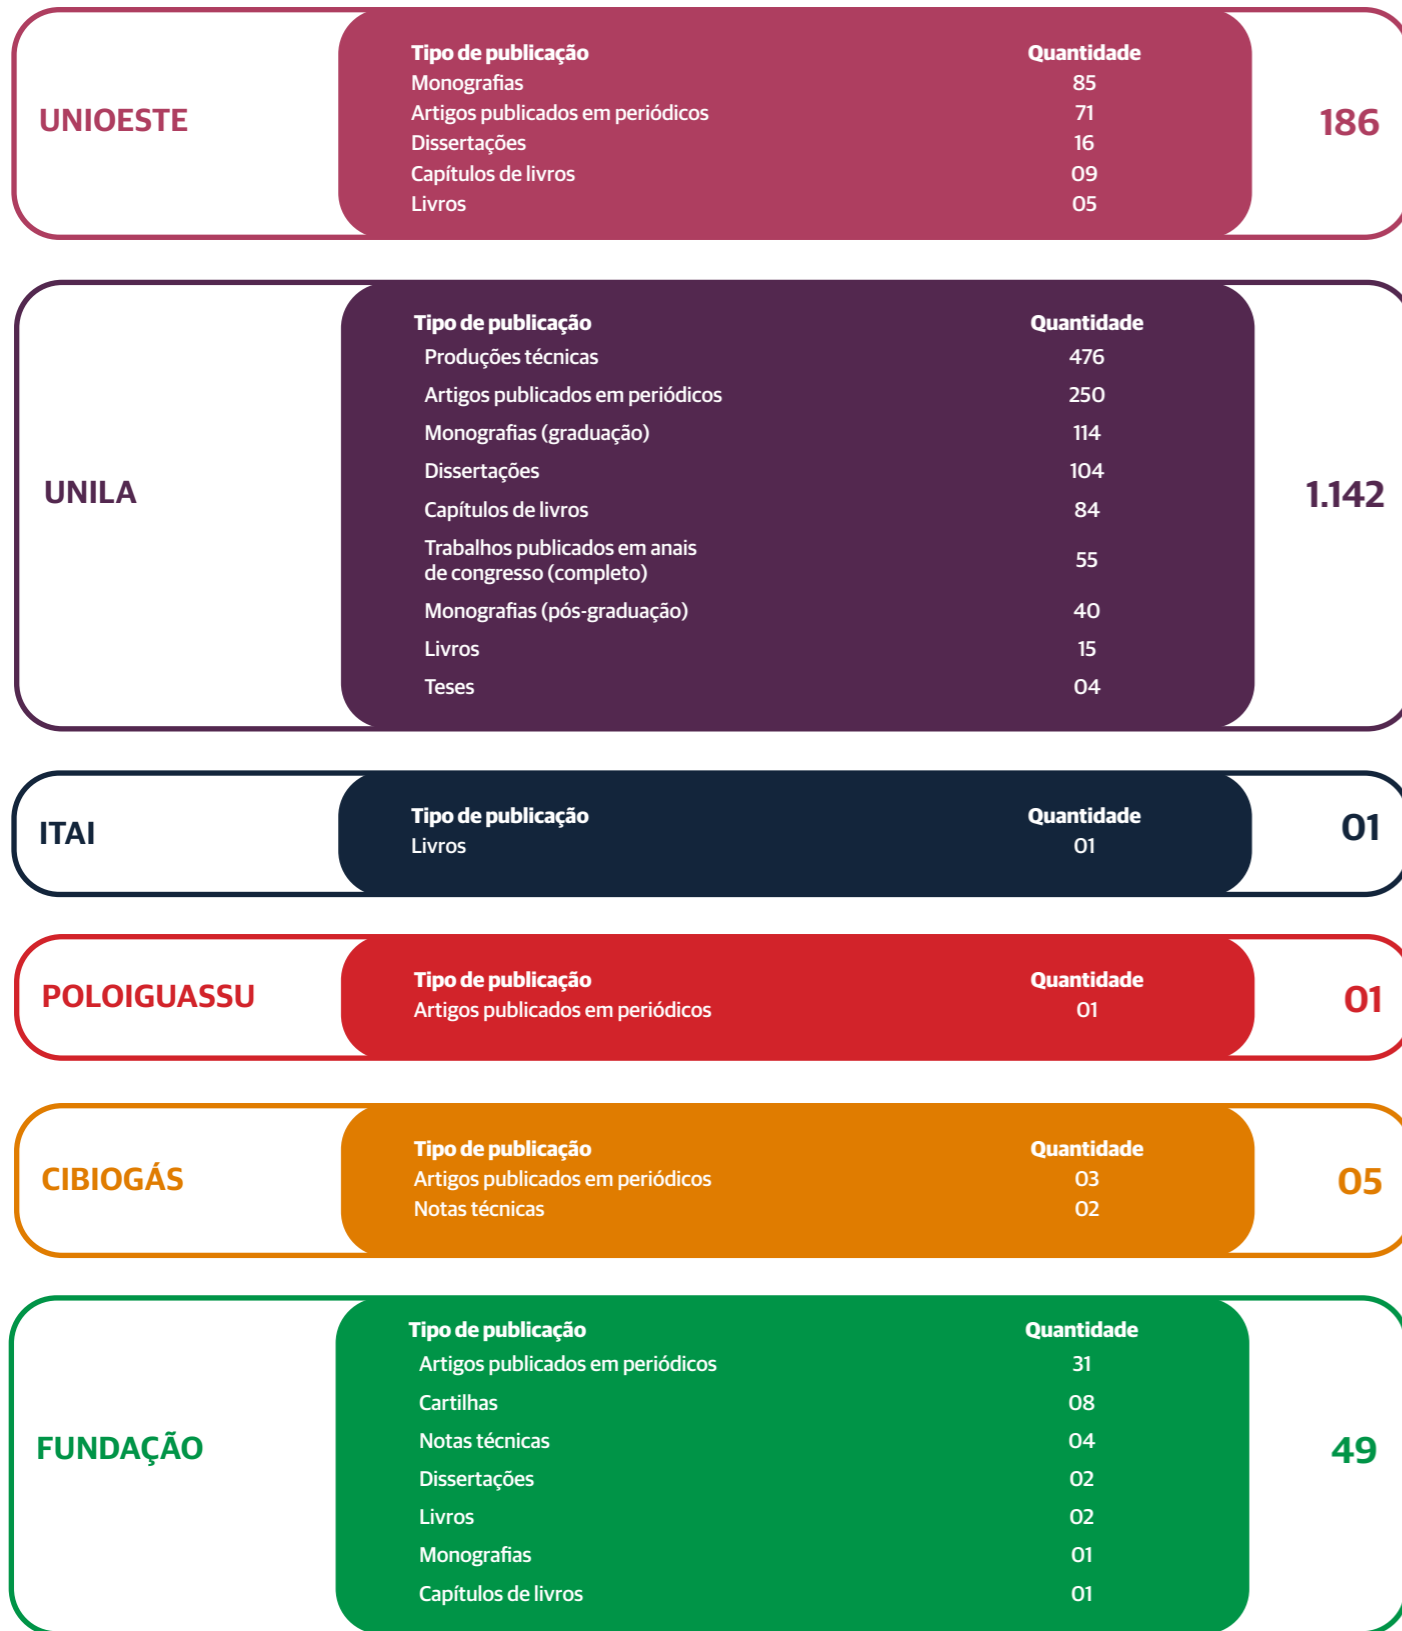 UNIOESTE
Tipo de publicação Quantidade
Monografias 85
Artigos publicados em periódicos 71
Dissertações 16
Capítulos de livros 09
Livros 05
186
UNILA
Tipo de publicação Quantidade
Produções técnicas 476
Artigos publicados em periódicos 250
Monografias (graduação) 114
Dissertações 104
Capítulos de livros 84
Trabalhos publicados em anais
de congresso (completo) 55
Monografias (pós-graduação) 40
Livros 15
Teses 04
1.142
ITAI
Tipo de publicação Quantidade
Livros 01
01
POLOIGUASSU
Tipo de publicação Quantidade
Artigos publicados em periódicos 01
01
CIBIOGÁS
Tipo de publicação Quantidade
Artigos publicados em periódicos 03
Notas técnicas 02
05
FUNDAÇÃO
Tipo de publicação Quantidade
Artigos publicados em periódicos 31
Cartilhas 08
Notas técnicas 04
Dissertações 02
Livros 02
Monografias 01
Capítulos de livros 01
49